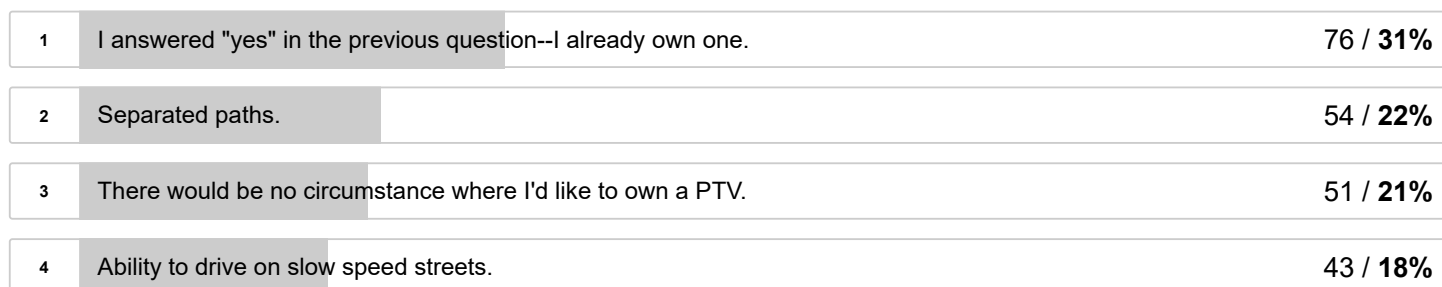 1 I answered "yes" in the previous question--I already own one. 76 / 31%
2 Separated paths. 54 / 22%
3 There would be no circumstance where I'd like to own a PTV. 51 / 21%
4 Ability to drive on slow speed streets. 43 / 18%